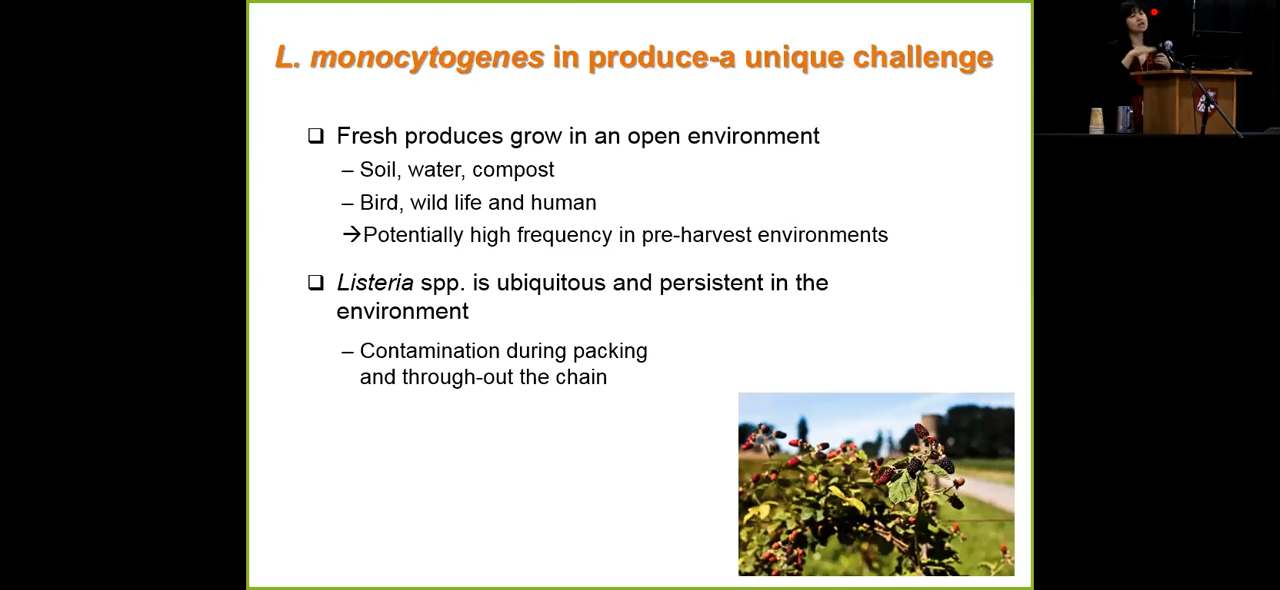 L. monocytogenes in produce-a unique challenge
❑ Fresh produces grow in an open environment
– Soil, water, compost
– Bird, wild life and human
→Potentially high frequency in pre-harvest environments
❑ Listeria spp. is ubiquitous and persistent in the
environment
– Contamination during packing
and through-out the chain